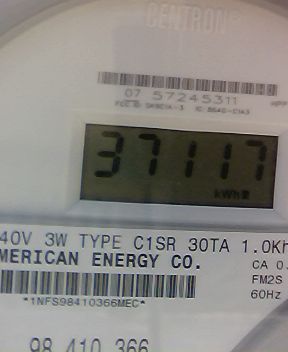 CENTRON®
07 57245311
37117
kWh
40V 3W TYPE C1SR 30TA 1.0Kh
MERICAN ENERGY CO.
CA 0.
FM2S
*1NFS98410366MEC*
60Hz
98 410 366